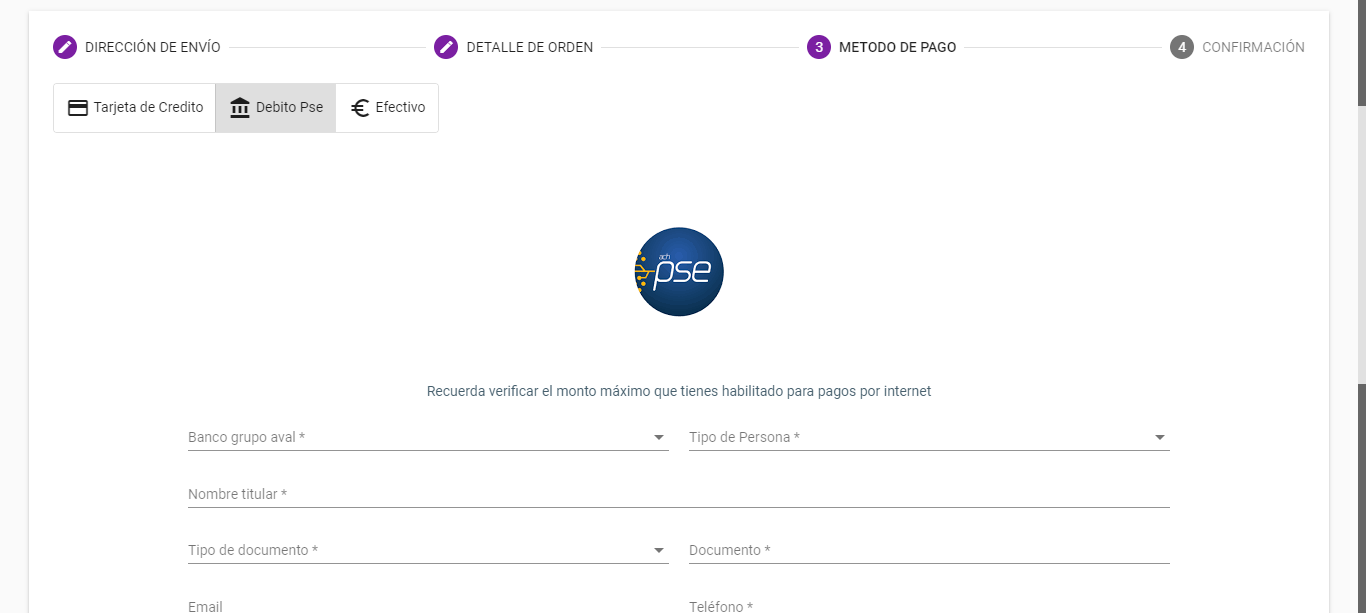 DIRECCIÓN DE ENVÍO
DETALLE DE ORDEN
3 METODO DE PAGO
4 CONFIRMACIÓN
Tarjeta de Credito
Debito Pse
Efectivo
ach
pse
Recuerda verificar el monto máximo que tienes habilitado para pagos por internet
Banco grupo aval *
Tipo de Persona *
Nombre titular *
Tipo de documento *
Documento *
Email
Teléfono *